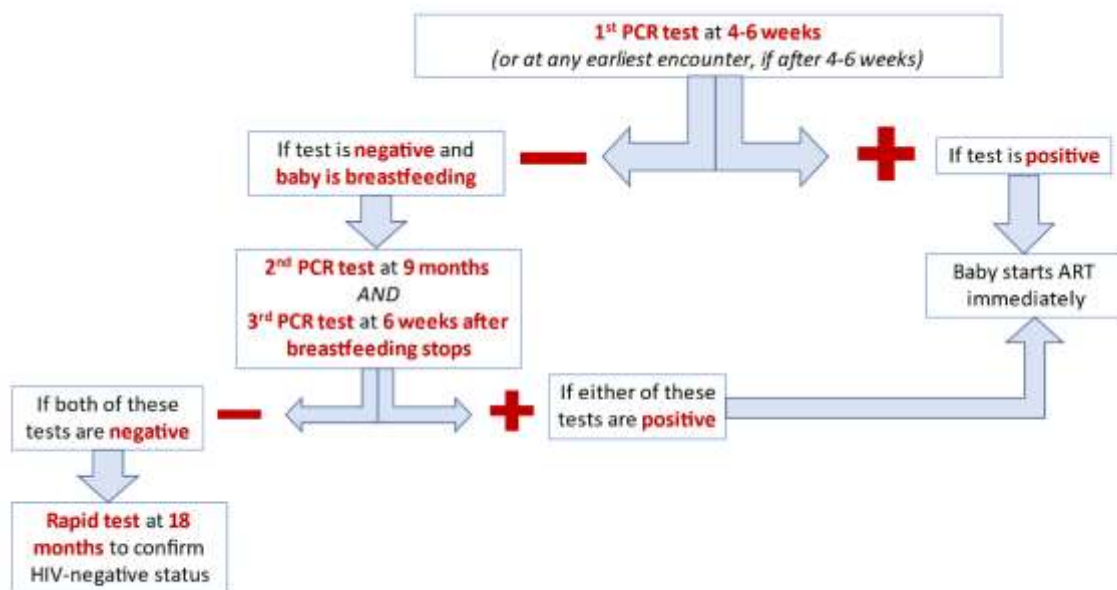 1st PCR test at 4-6 weeks
(or at any earliest encounter, if after 4-6 weeks)
If test is negative and
baby is breastfeeding
If test is positive
2nd PCR test at 9 months
AND
3rd PCR test at 6 weeks after
breastfeeding stops
Baby starts ART
immediately
If both of these
tests are negative
If either of these
tests are positive
Rapid test at 18
months to confirm
HIV-negative status